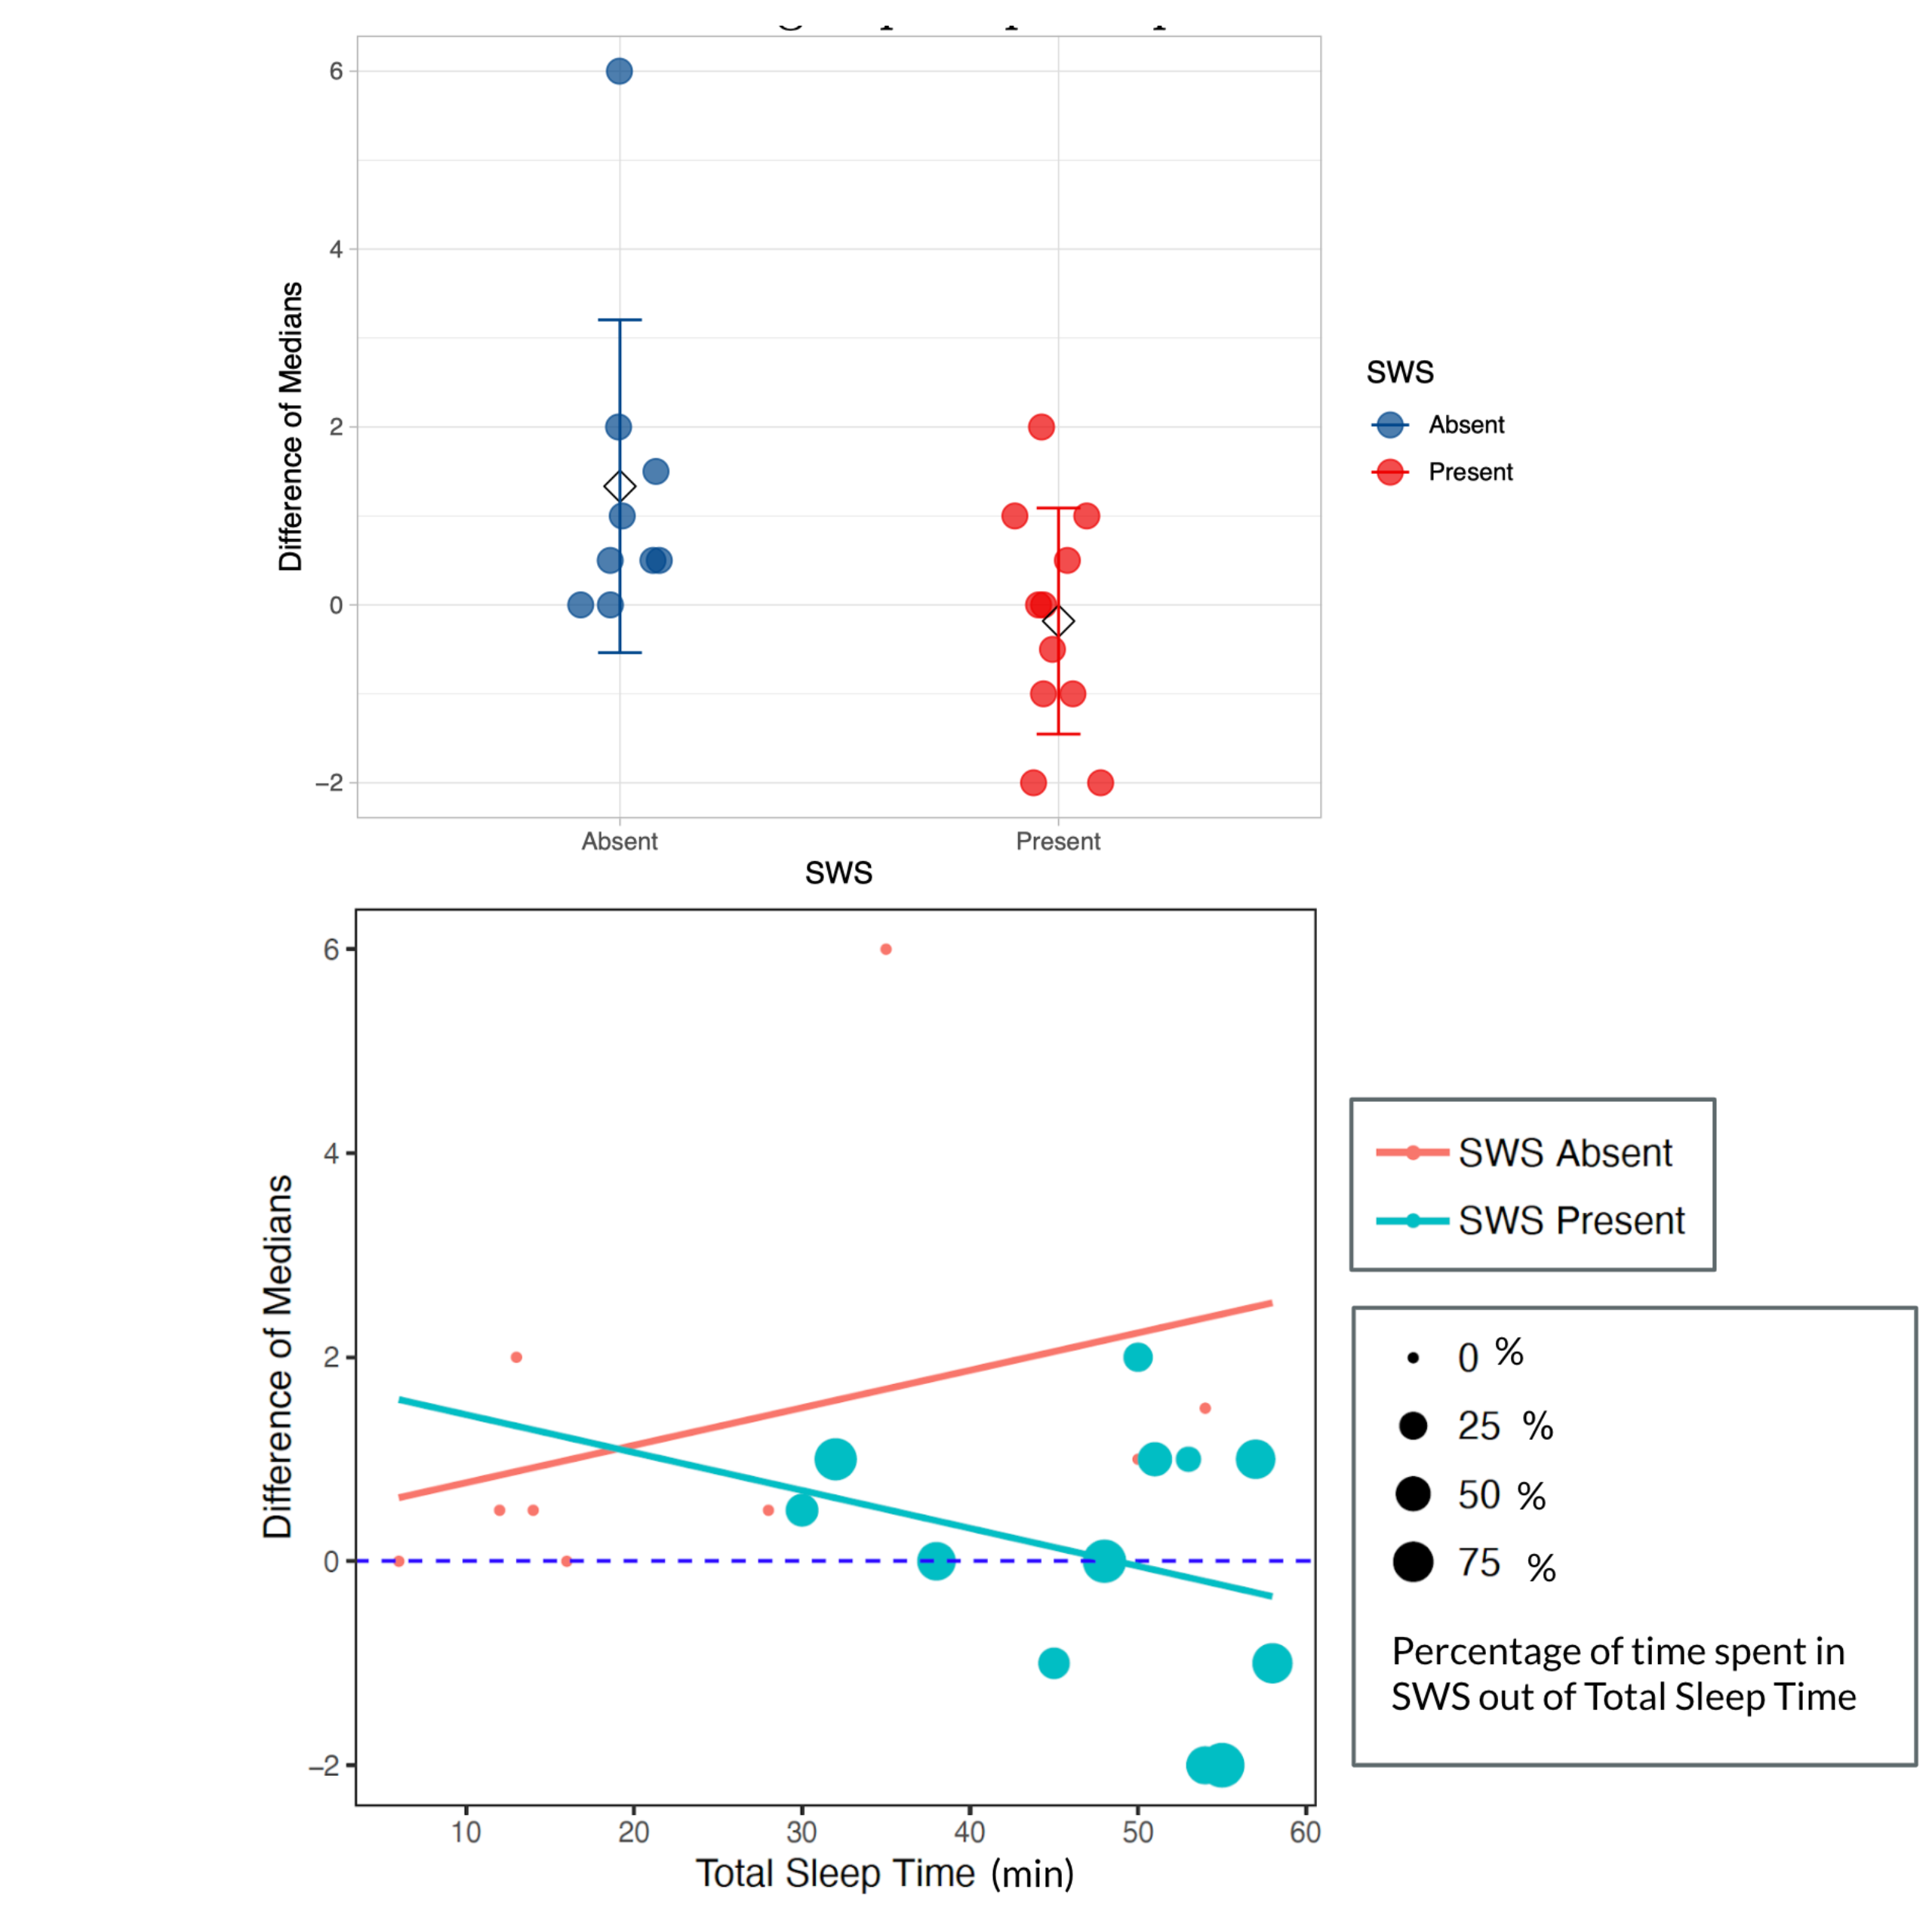 6
4
2
0
−2
Difference of Medians
Absent
Present
SWS
SWS
Absent
Present
6
4
2
0
−2
Difference of Medians
10 20 30 40 50 60
Total Sleep Time (min)
SWS Absent
SWS Present
0 %
25 %
50 %
75 %
Percentage of time spent in
SWS out of Total Sleep Time